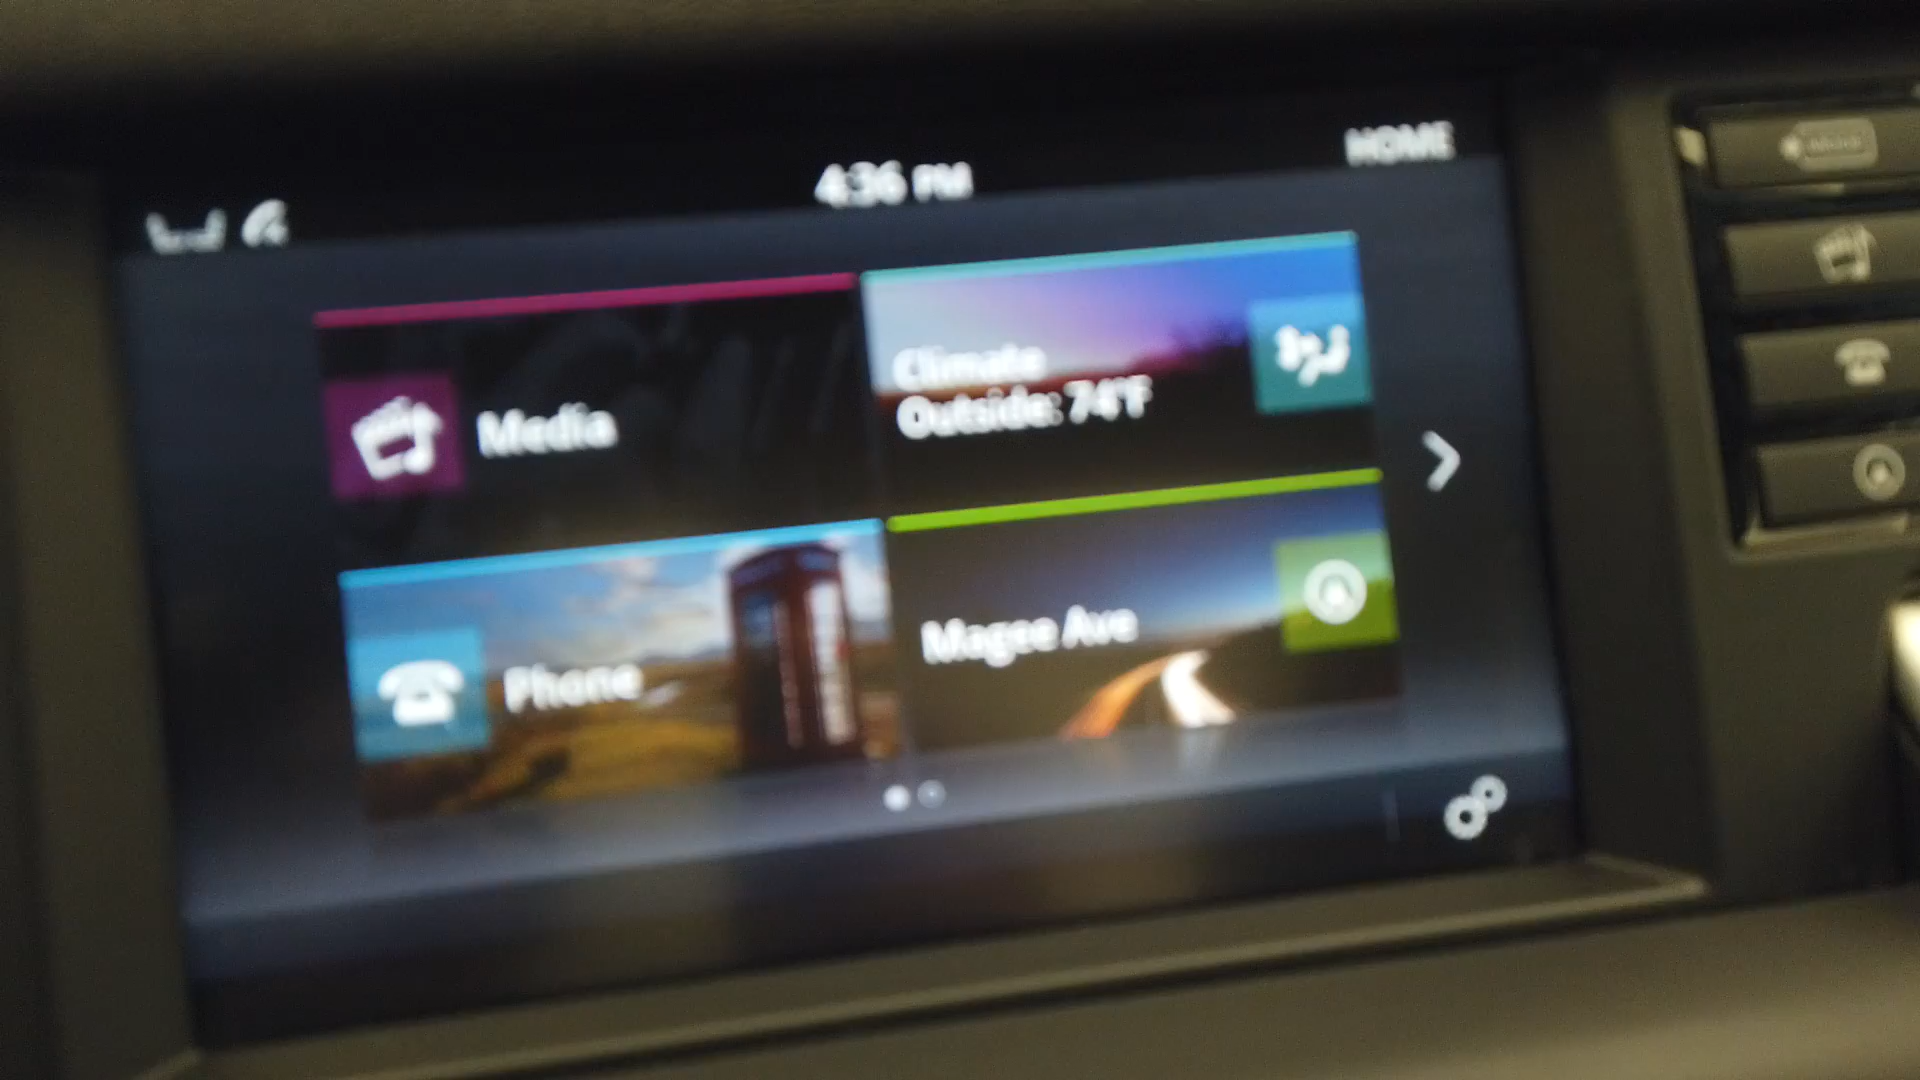 4:36 PM
HOME
Media
Climate
Outside: 74°F
Phone
Magee Ave